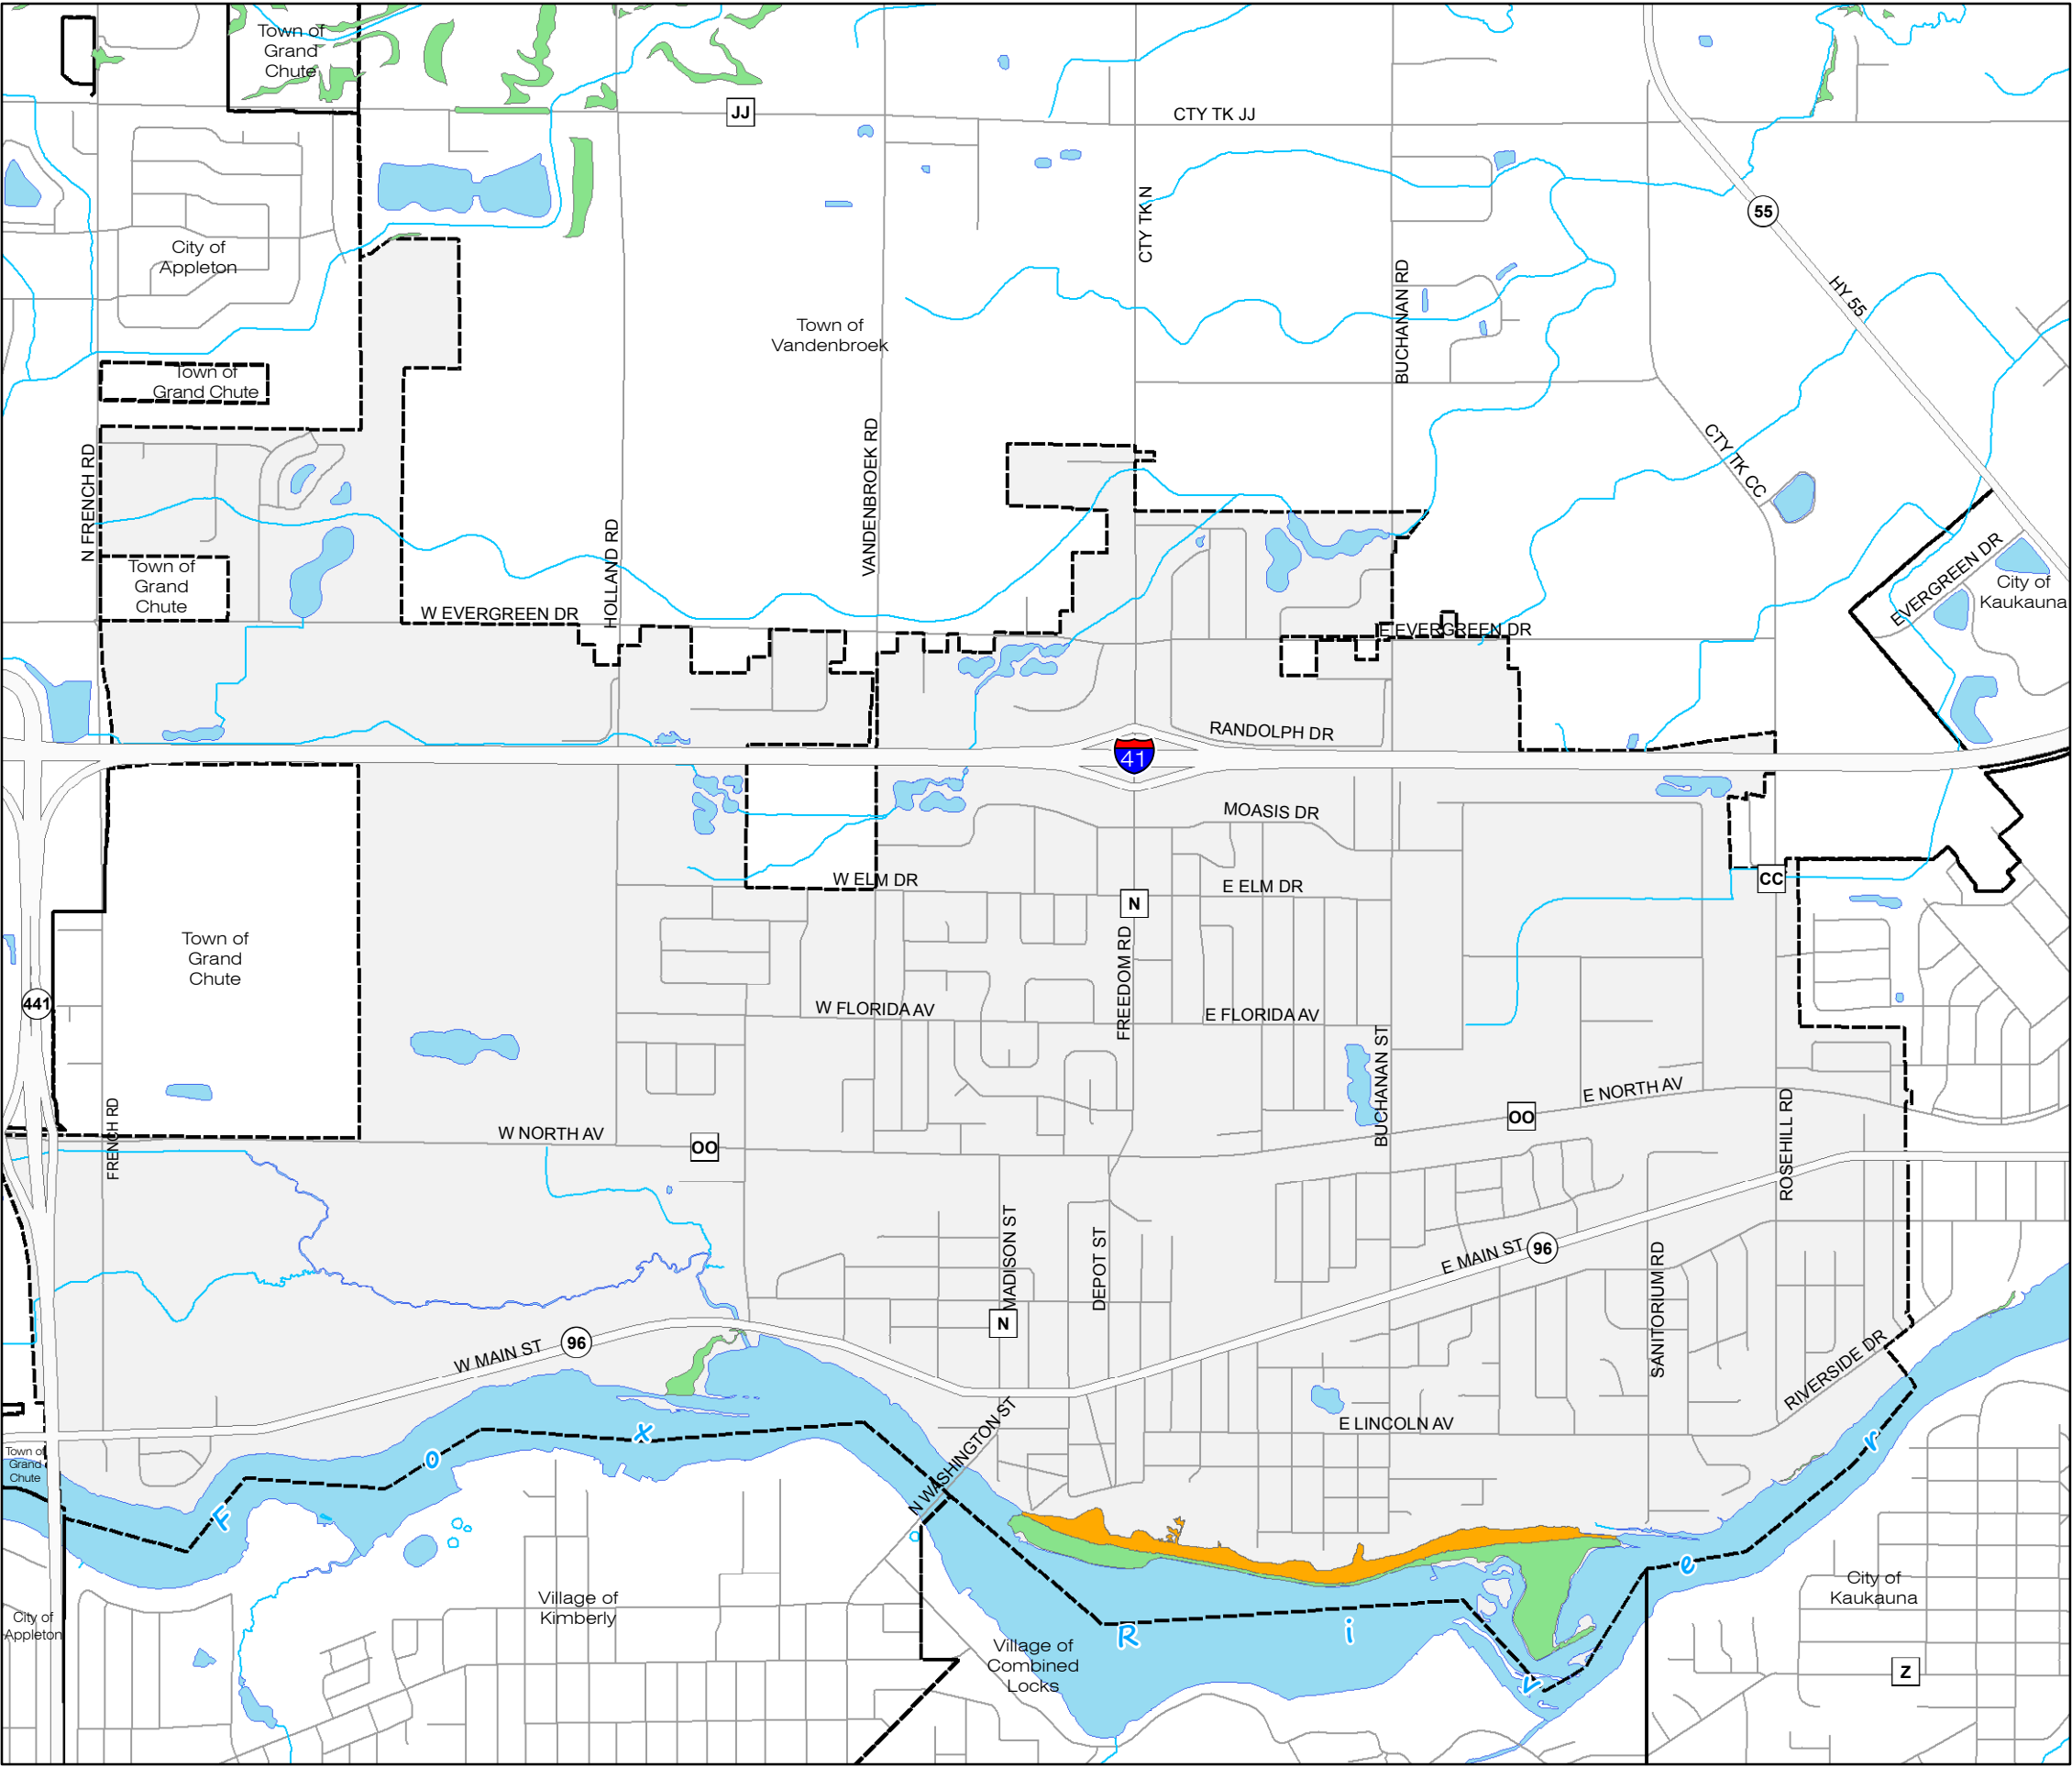 Town of
Grand
Chute
JJ
CTY TK JJ
CTY TK N
55
City of
Appleton
HY 55
BUCHANAN RD
Town of
Vandenbroek
Town of
Grand Chute
N FRENCH RD
VANDENBROEK RD
CTY TK CC
HOLLAND RD
Town of
Grand
Chute
EVERGREEN DR
City of
Kaukauna
W EVERGREEN DR
E EVERGREEN DR
RANDOLPH DR
41
MOASIS DR
W ELM DR
E ELM DR
CC
N
Town of
Grand
Chute
FREEDOM RD
441
W FLORIDA AV
E FLORIDA AV
BUCHANAN ST
E NORTH AV
OO
ROSEHILL RD
FRENCH RD
W NORTH AV
OO
MADISON ST
DEPOT ST
E MAIN ST
96
SANITORIUM RD
N
W MAIN ST
96
RIVERSIDE DR
E LINCOLN AV
N WASHINGTON ST
Town of
Grand
Chute
F o x
R i v e r
City of
Appleton
Village of
Kimberly
Village of
Combined
Locks
City of
Kaukauna
Z